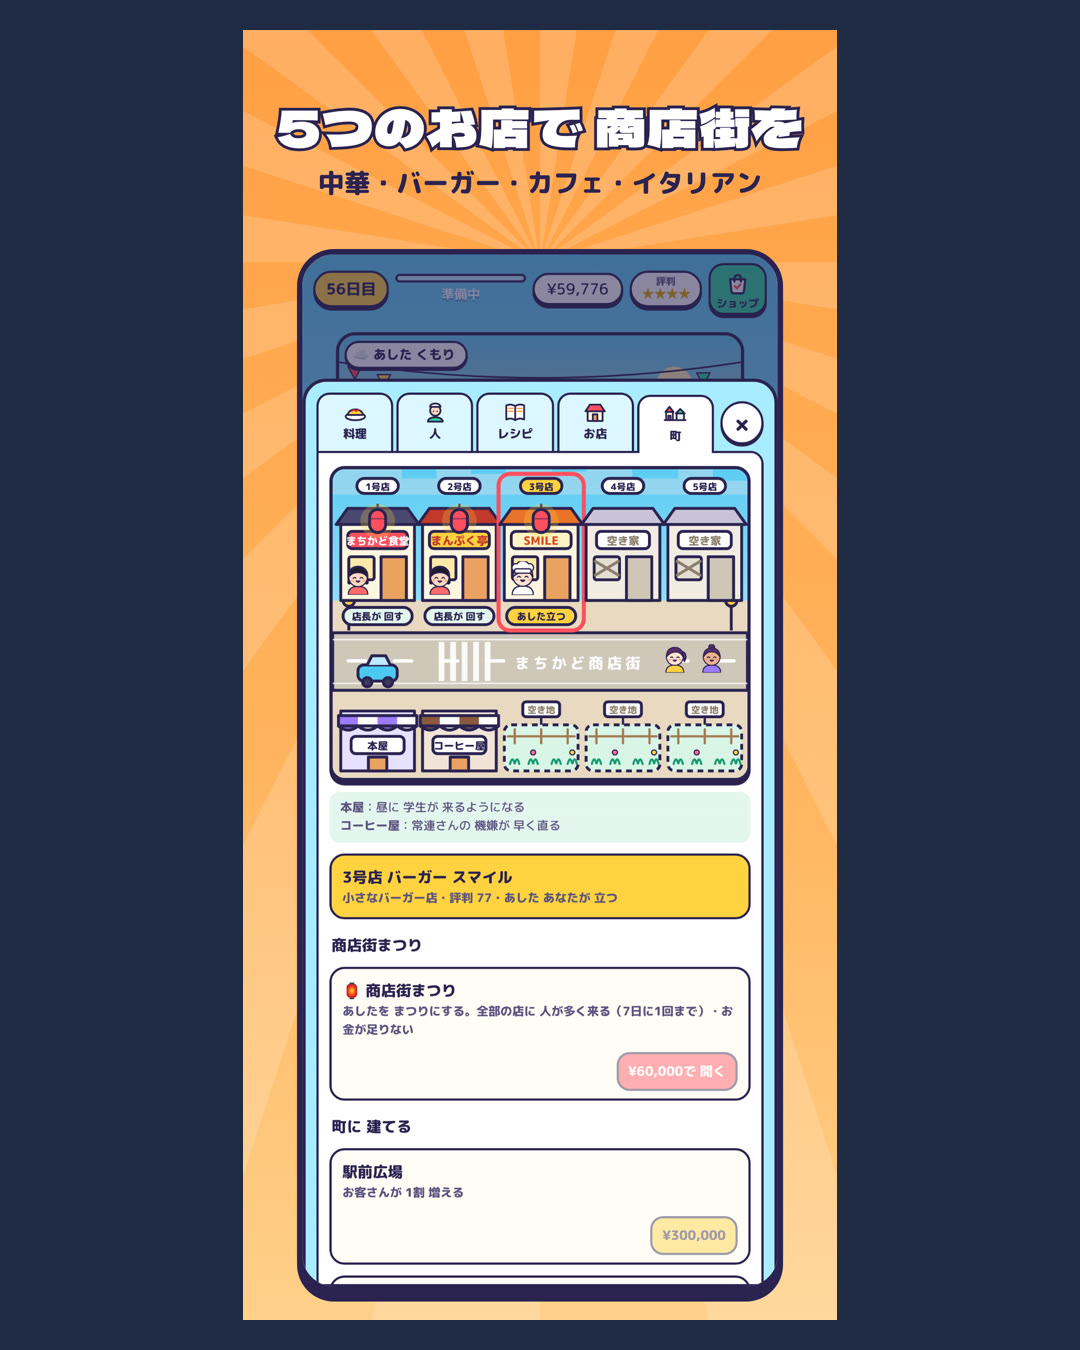 5つのお店で 商店街を
中華・バーガー・カフェ・イタリアン
56日目
準備中
¥59,776
評判
★★★★
ショップ
あした くもり
料理
人
レシピ
お店
町
×
1号店
2号店
3号店
4号店
5号店
まちかど食堂
まんぷく亭
SMILE
空き家
空き家
店長が 回す
店長が 回す
あした立つ
まちかど商店街
空き地
空き地
空き地
本屋
コーヒー屋
本屋：昼に 学生が 来るようになる
コーヒー屋：常連さんの 機嫌が 早く直る
3号店 バーガー スマイル
小さなバーガー店・評判 77・あした あなたが 立つ
商店街まつり
商店街まつり
あしたを まつりにする。全部の店に 人が多く来る（7日に1回まで）・お
金が足りない
¥60,000で 開く
町に 建てる
駅前広場
お客さんが 1割 増える
¥300,000